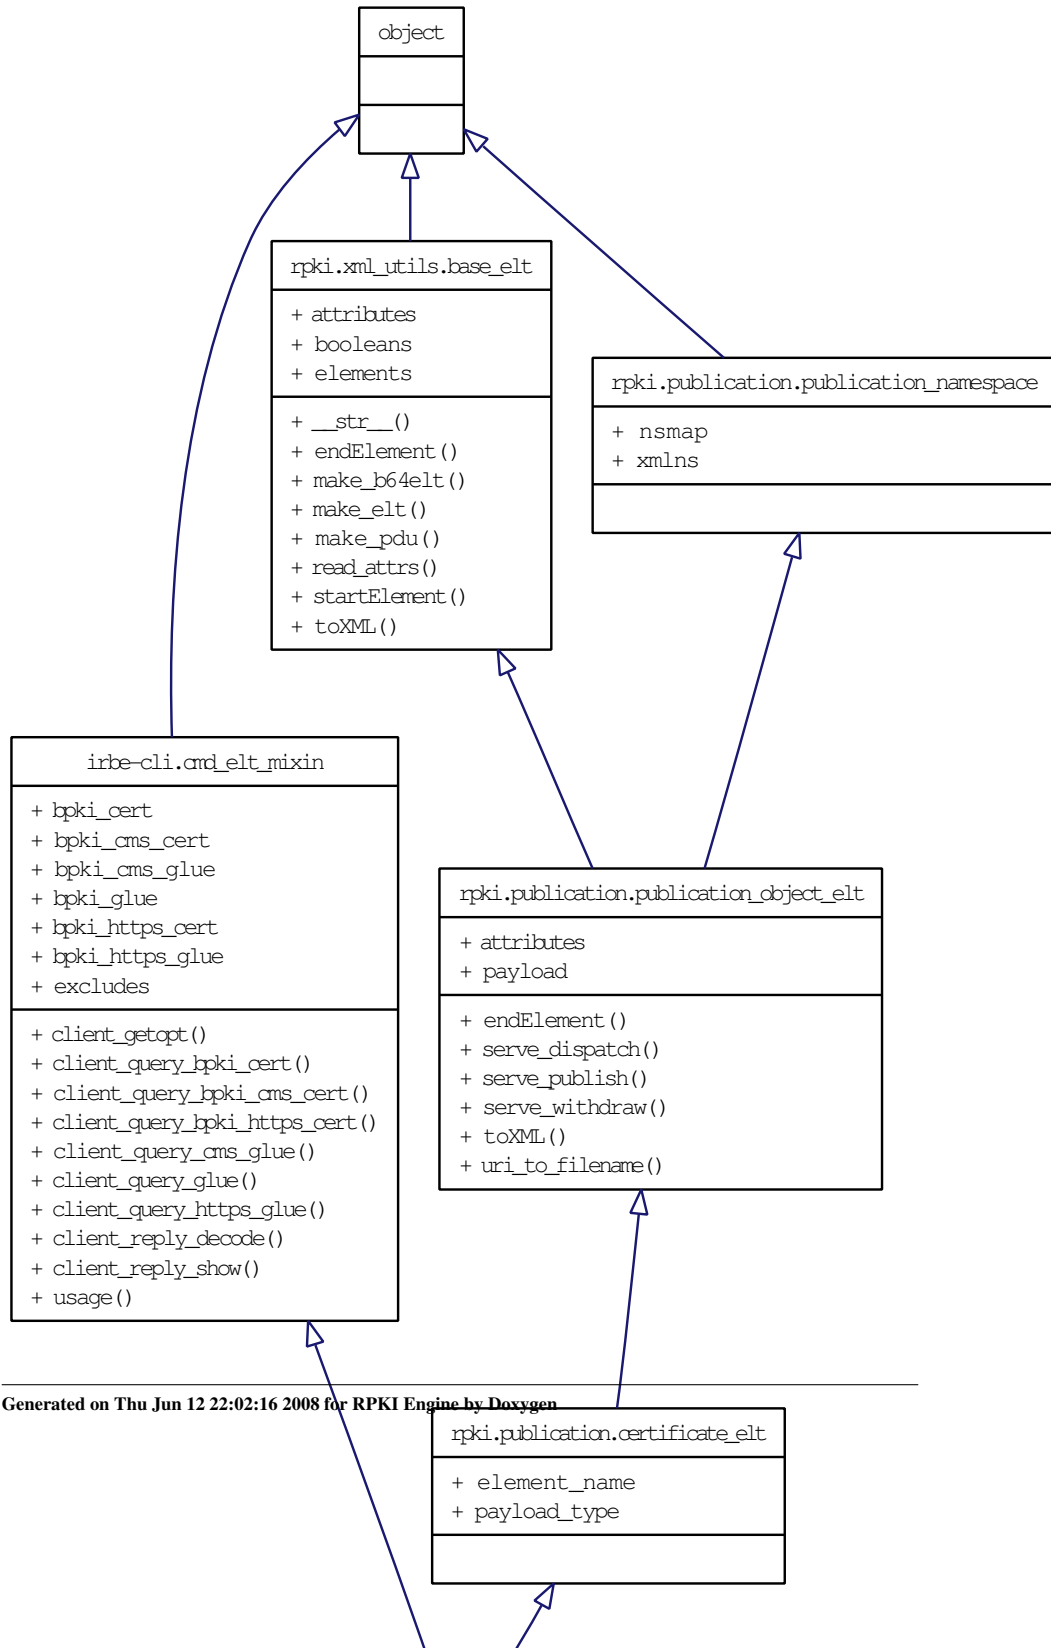 object
rpki.xml_utils.base_elt
+ attributes
+ booleans
+ elements
+ __str__()
+ endElement()
+ make_b64elt()
+ make_elt()
+ make_pdu()
+ read_attrs()
+ startElement()
+ toXML()
rpki.publication.publication_namespace
+ nsmap
+ xmlns
irbe-cli.cmd_elt_mixin
+ bpki_cert
+ bpki_cms_cert
+ bpki_cms_glue
+ bpki_glue
+ bpki_https_cert
+ bpki_https_glue
+ excludes
+ client_getopt()
+ client_query_bpki_cert()
+ client_query_bpki_cms_cert()
+ client_query_bpki_https_cert()
+ client_query_cms_glue()
+ client_query_glue()
+ client_query_https_glue()
+ client_reply_decode()
+ client_reply_show()
+ usage()
rpki.publication.publication_object_elt
+ attributes
+ payload
+ endElement()
+ serve_dispatch()
+ serve_publish()
+ serve_withdraw()
+ toXML()
+ uri_to_filename()
Generated on Thu Jun 12 22:02:16 2008 for RPKI Engine by Doxygen
rpki.publication.certificate_elt
+ element_name
+ payload_type